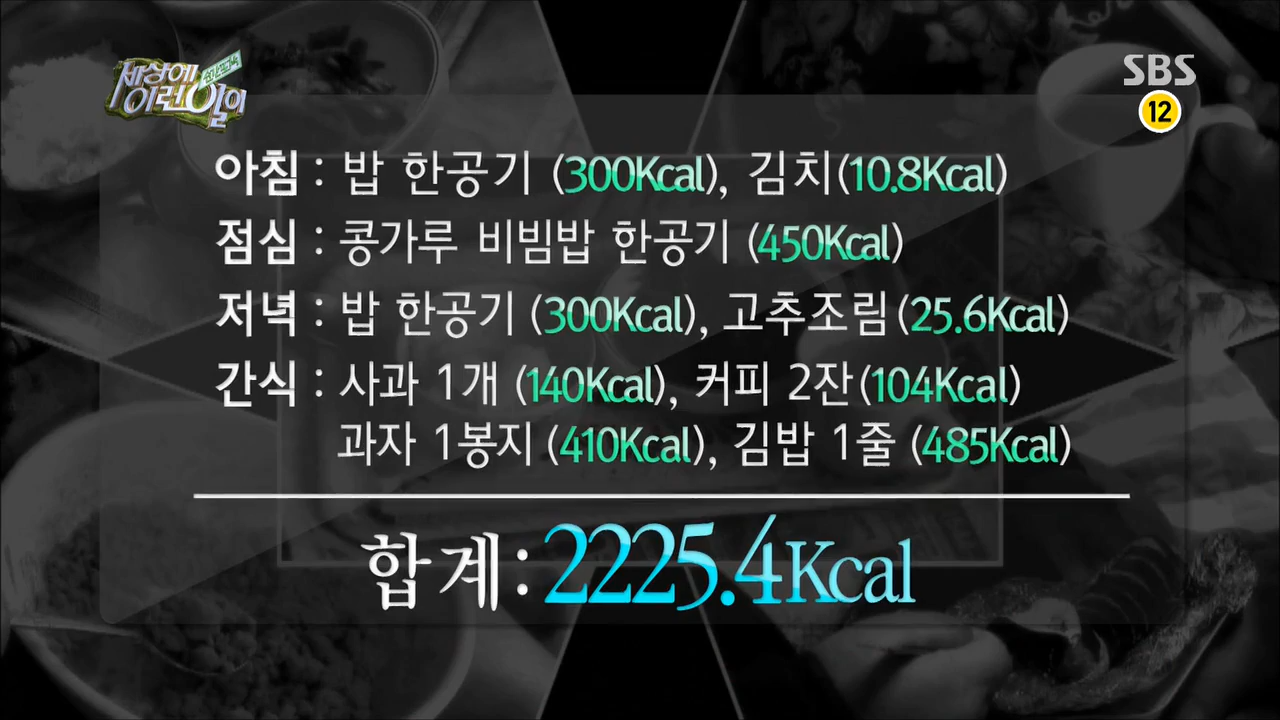 세상에
이런 일이
SBS
12
아침 : 밥 한공기 (300Kcal), 김치(10.8Kcal)
점심 : 콩가루 비빔밥 한공기 (450Kcal)
저녁 : 밥 한공기 (300Kcal), 고추조림(25.6Kcal)
간식 : 사과 1개 (140Kcal), 커피 2잔(104Kcal)
과자 1봉지 (410Kcal), 김밥 1줄 (485Kcal)
합계: 2225.4Kcal